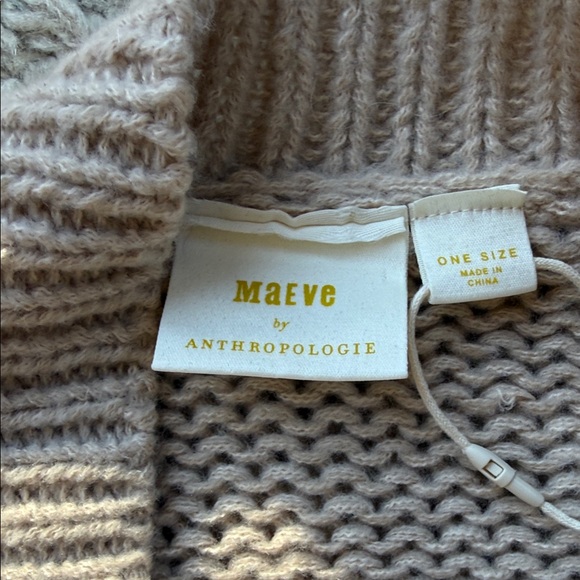 MaEve
by
ANTHROPOLOGIE
ONE SIZE
MADE IN
CHINA